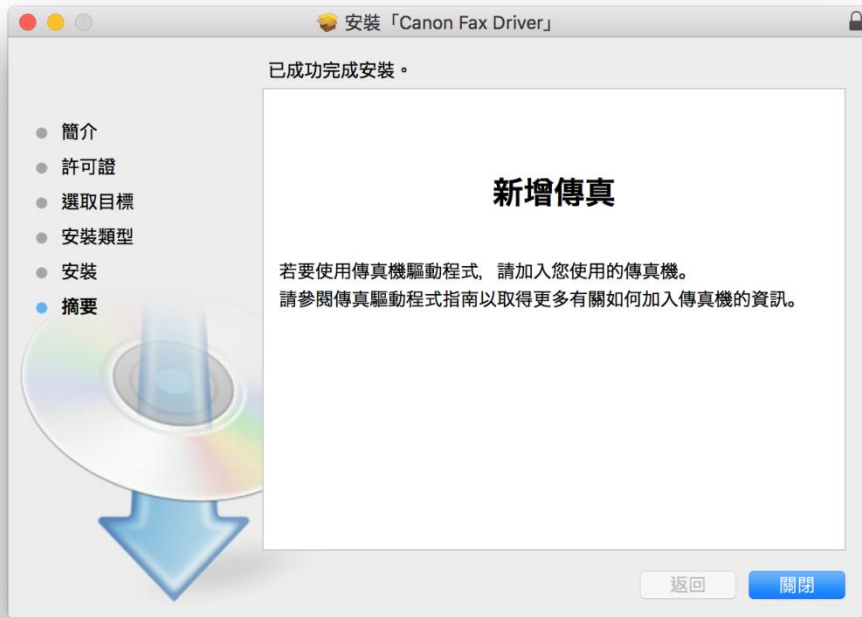 安裝「Canon Fax Driver」
已成功完成安裝。
簡介
許可證
選取目標
安裝類型
安裝
摘要
新增傳真
若要使用傳真機驅動程式，請加入您使用的傳真機。
請參閱傳真驅動程式指南以取得更多有關如何加入傳真機的資訊。
返回
關閉